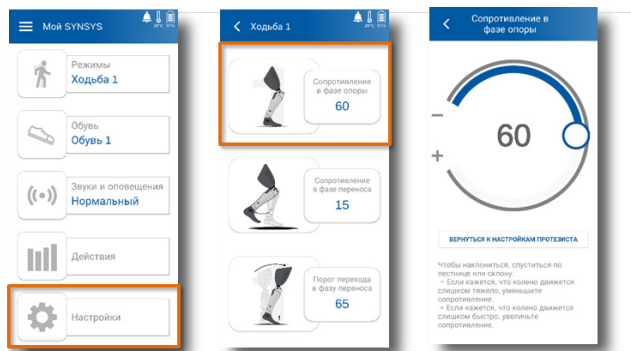 Мой SYNSYS
Режимы
Ходьба 1
Обувь
Обувь 1
Звуки и оповещения
Нормальный
Действия
Настройки
Ходьба 1
Сопротивление
в фазе опоры
60
Сопротивление
в фазе переноса
15
Порог перехода
в фазу переноса
65
Сопротивление в
фазе опоры
−
+
60
ВЕРНУТЬСЯ К НАСТРОЙКАМ ПРОТЕЗИСТА
Чтобы наклониться, спуститься по
лестнице или склону.
− Если кажется, что колено движется
слишком тяжело, уменьшите
сопротивление.
+ Если кажется, что колено движется
слишком быстро, увеличьте
сопротивление.